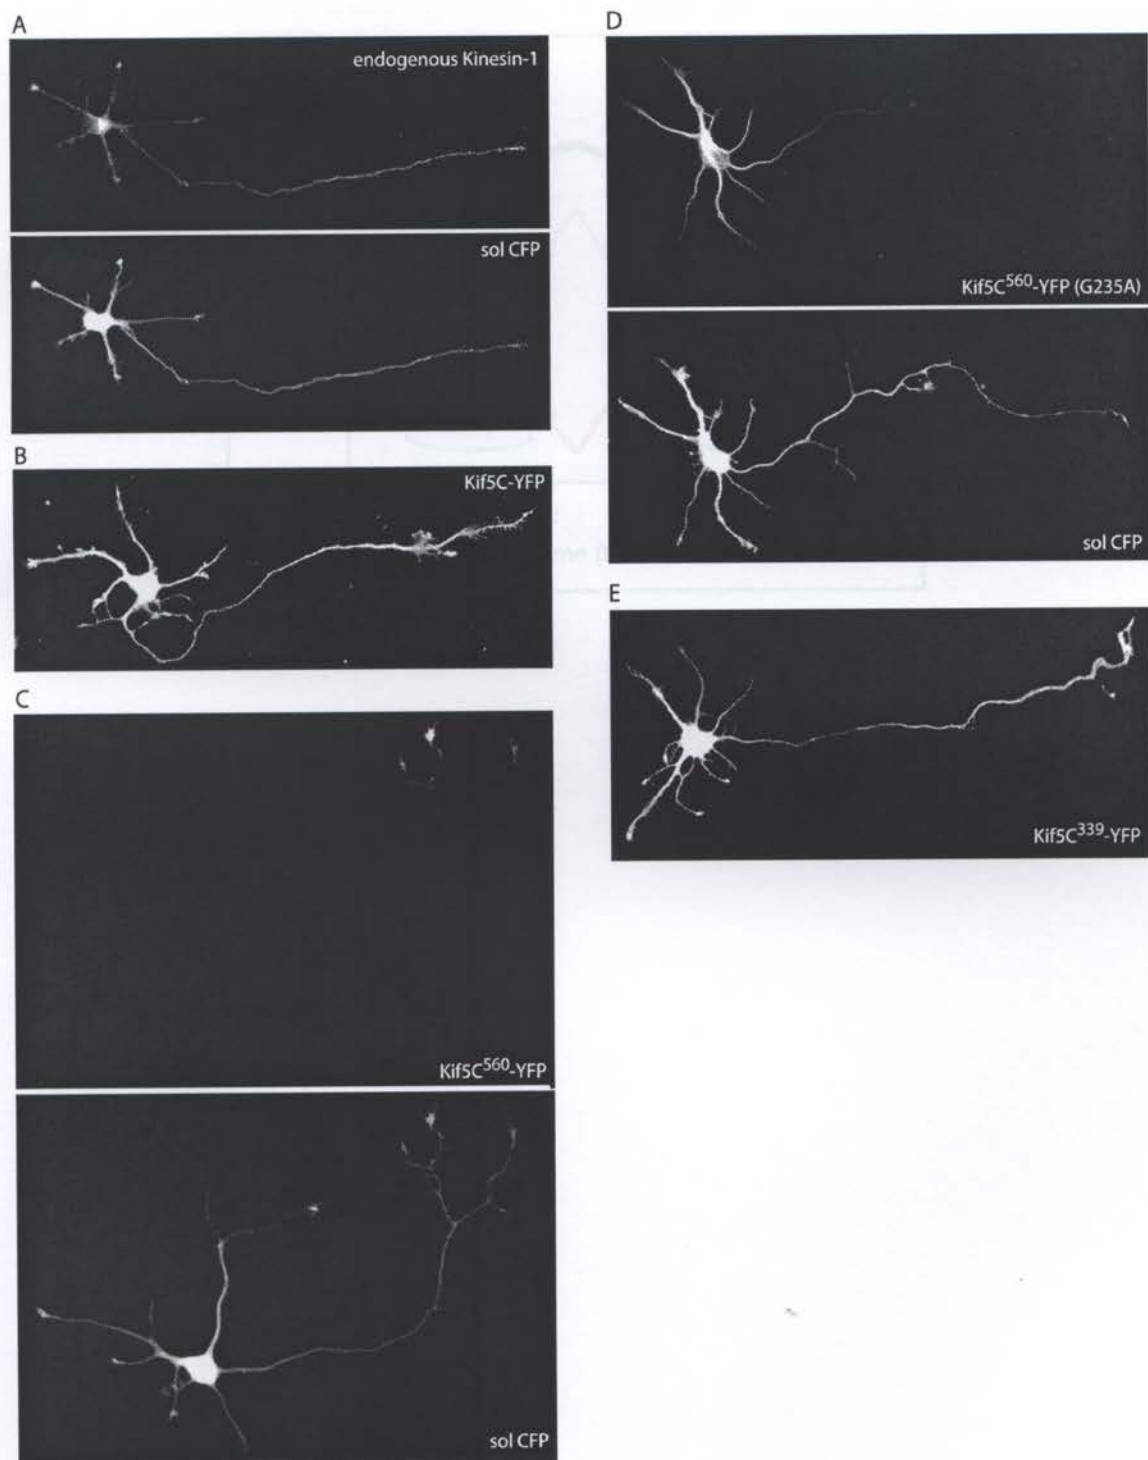 A
endogenous Kinesin-1
sol CFP
B
Kif5C-YFP
C
Kif5C560-YFP
sol CFP
D
Kif5C560-YFP (G235A)
sol CFP
E
Kif5C339-YFP